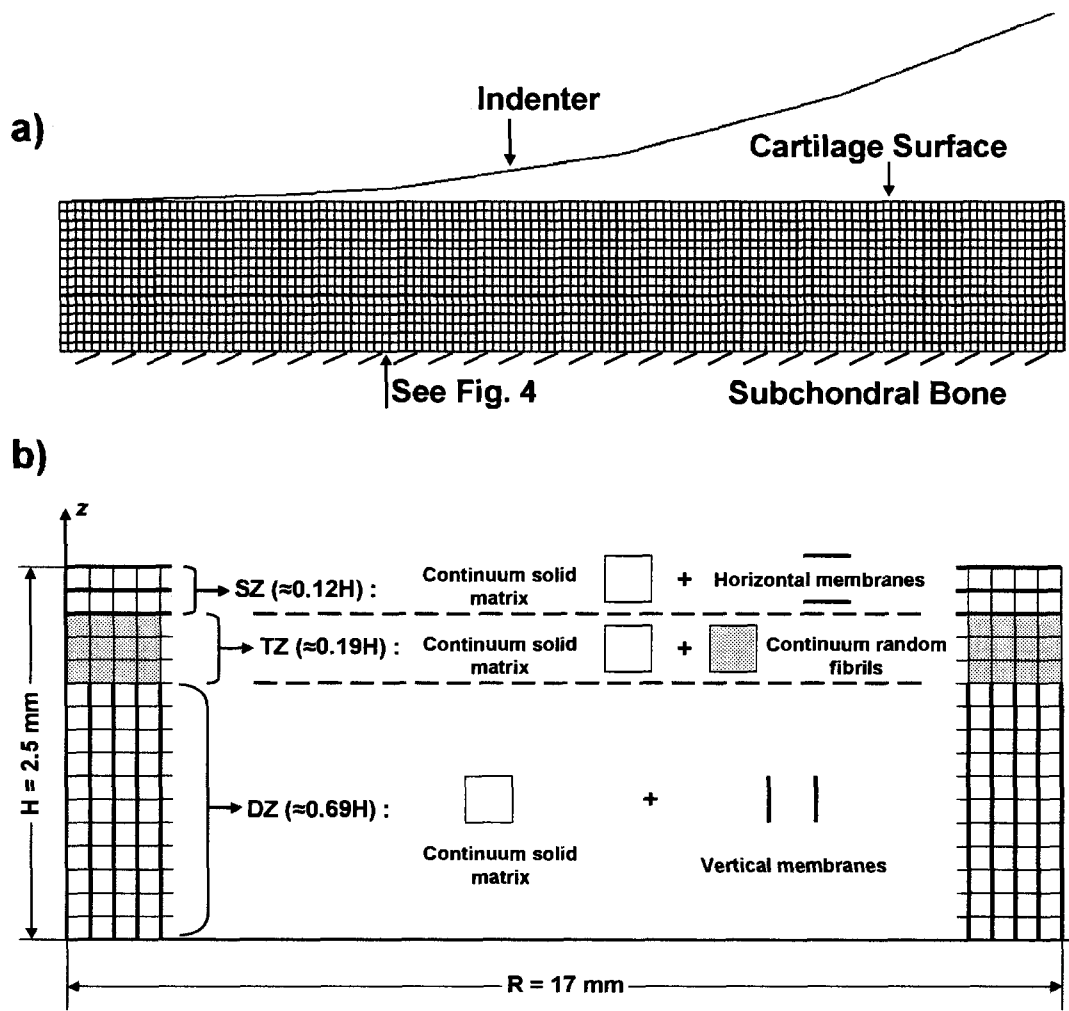 a)
Indenter
Cartilage Surface
See Fig. 4
Subchondral Bone
b)
z
H = 2.5 mm
SZ (≈0.12H) :
Continuum solid
matrix
+
Horizontal membranes
TZ (≈0.19H) :
Continuum solid
matrix
+
Continuum random
fibrils
DZ (≈0.69H) :
+
Continuum solid
matrix
Vertical membranes
R = 17 mm